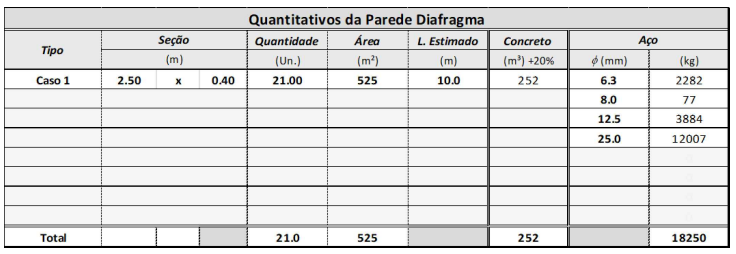 Quantitativos da Parede Diafragma
Tipo Seção Quantidade Área L. Estimado Concreto Aço
(m) (Un.) (m²) (m) (m³) +20% ϕ (mm) (kg)
Caso 1 2.50 x 0.40 21.00 525 10.0 252 6.3 2282
8.0 77
12.5 3884
25.0 12007
Total 21.0 525 252 18250